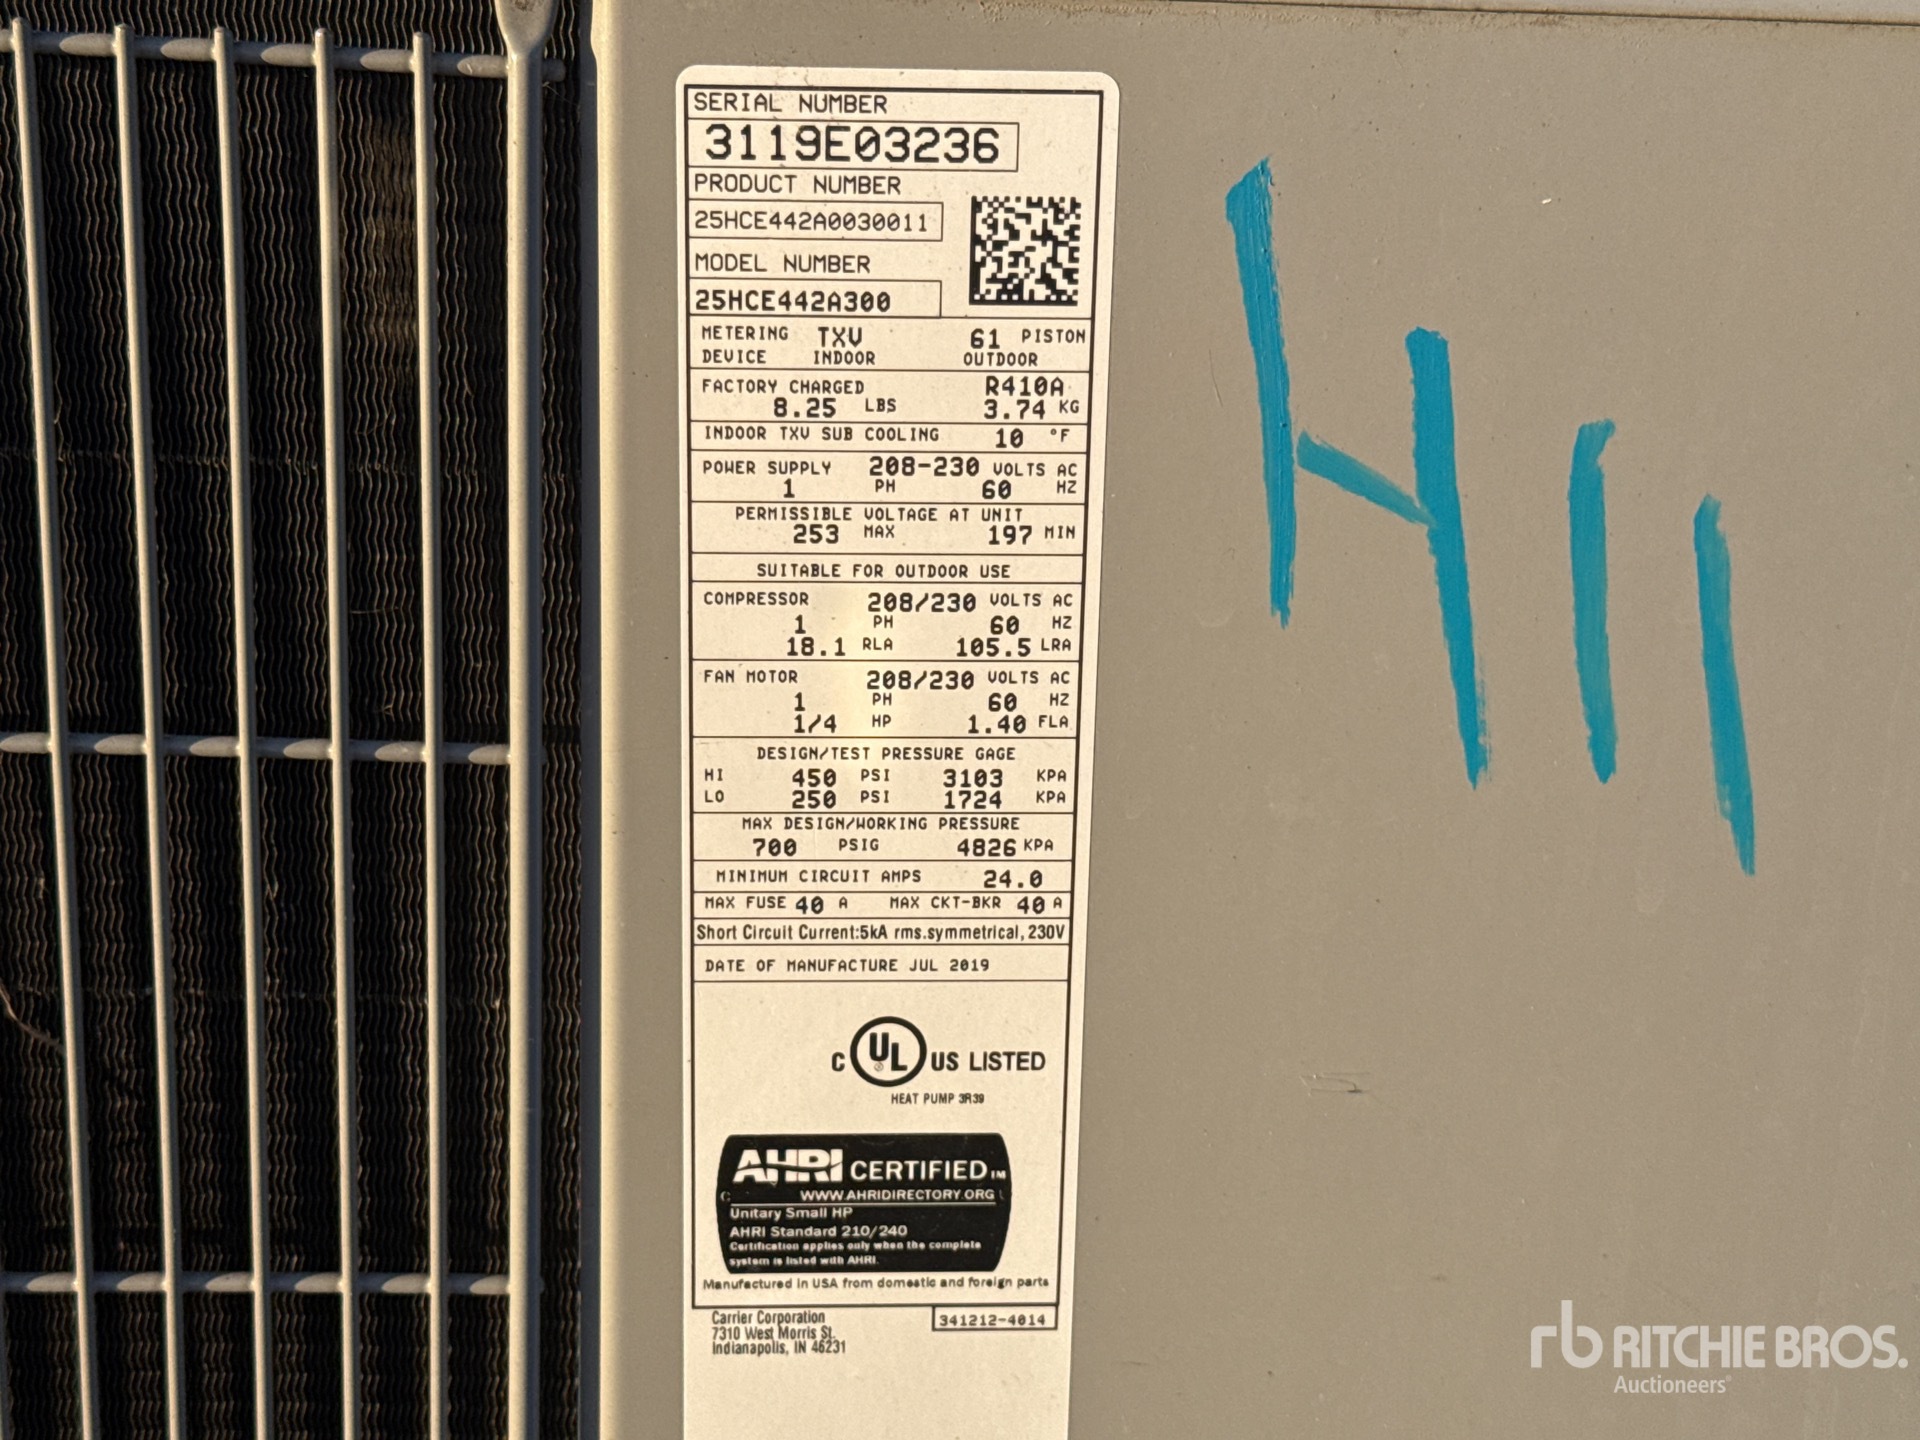 SERIAL NUMBER
3119E03236
PRODUCT NUMBER
25HCE442A0030011
MODEL NUMBER
25HCE442A300
METERING TXV 61 PISTON
DEVICE INDOOR OUTDOOR
FACTORY CHARGED R410A
8.25 LBS 3.74 KG
INDOOR TXV SUB COOLING 10 °F
POWER SUPPLY 208-230 VOLTS AC
1 PH 60 HZ
PERMISSIBLE VOLTAGE AT UNIT
253 MAX 197 MIN
SUITABLE FOR OUTDOOR USE
COMPRESSOR 208/230 VOLTS AC
1 PH 60 HZ
18.1 RLA 105.5 LRA
FAN MOTOR 208/230 VOLTS AC
1 PH 60 HZ
1/4 HP 1.40 FLA
DESIGN/TEST PRESSURE GAGE
HI 450 PSI 3103 KPA
LO 250 PSI 1724 KPA
MAX DESIGN/WORKING PRESSURE
700 PSIG 4826 KPA
MINIMUM CIRCUIT AMPS 24.0
MAX FUSE 40 A MAX CKT-BKR 40 A
Short Circuit Current:5kA rms.symmetrical, 230V
DATE OF MANUFACTURE JUL 2019
C UL® US LISTED
HEAT PUMP 3R39
AHRI CERTIFIED TM
WWW.AHRIDIRECTORY.ORG
Unitary Small HP
AHRI Standard 210/240
Certification applies only when the complete
system is listed with AHRI.
Manufactured in USA from domestic and foreign parts
Carrier Corporation
7310 West Morris St.
Indianapolis, IN 46231
341212-4014
H11
rb RITCHIE BROS.
Auctioneers